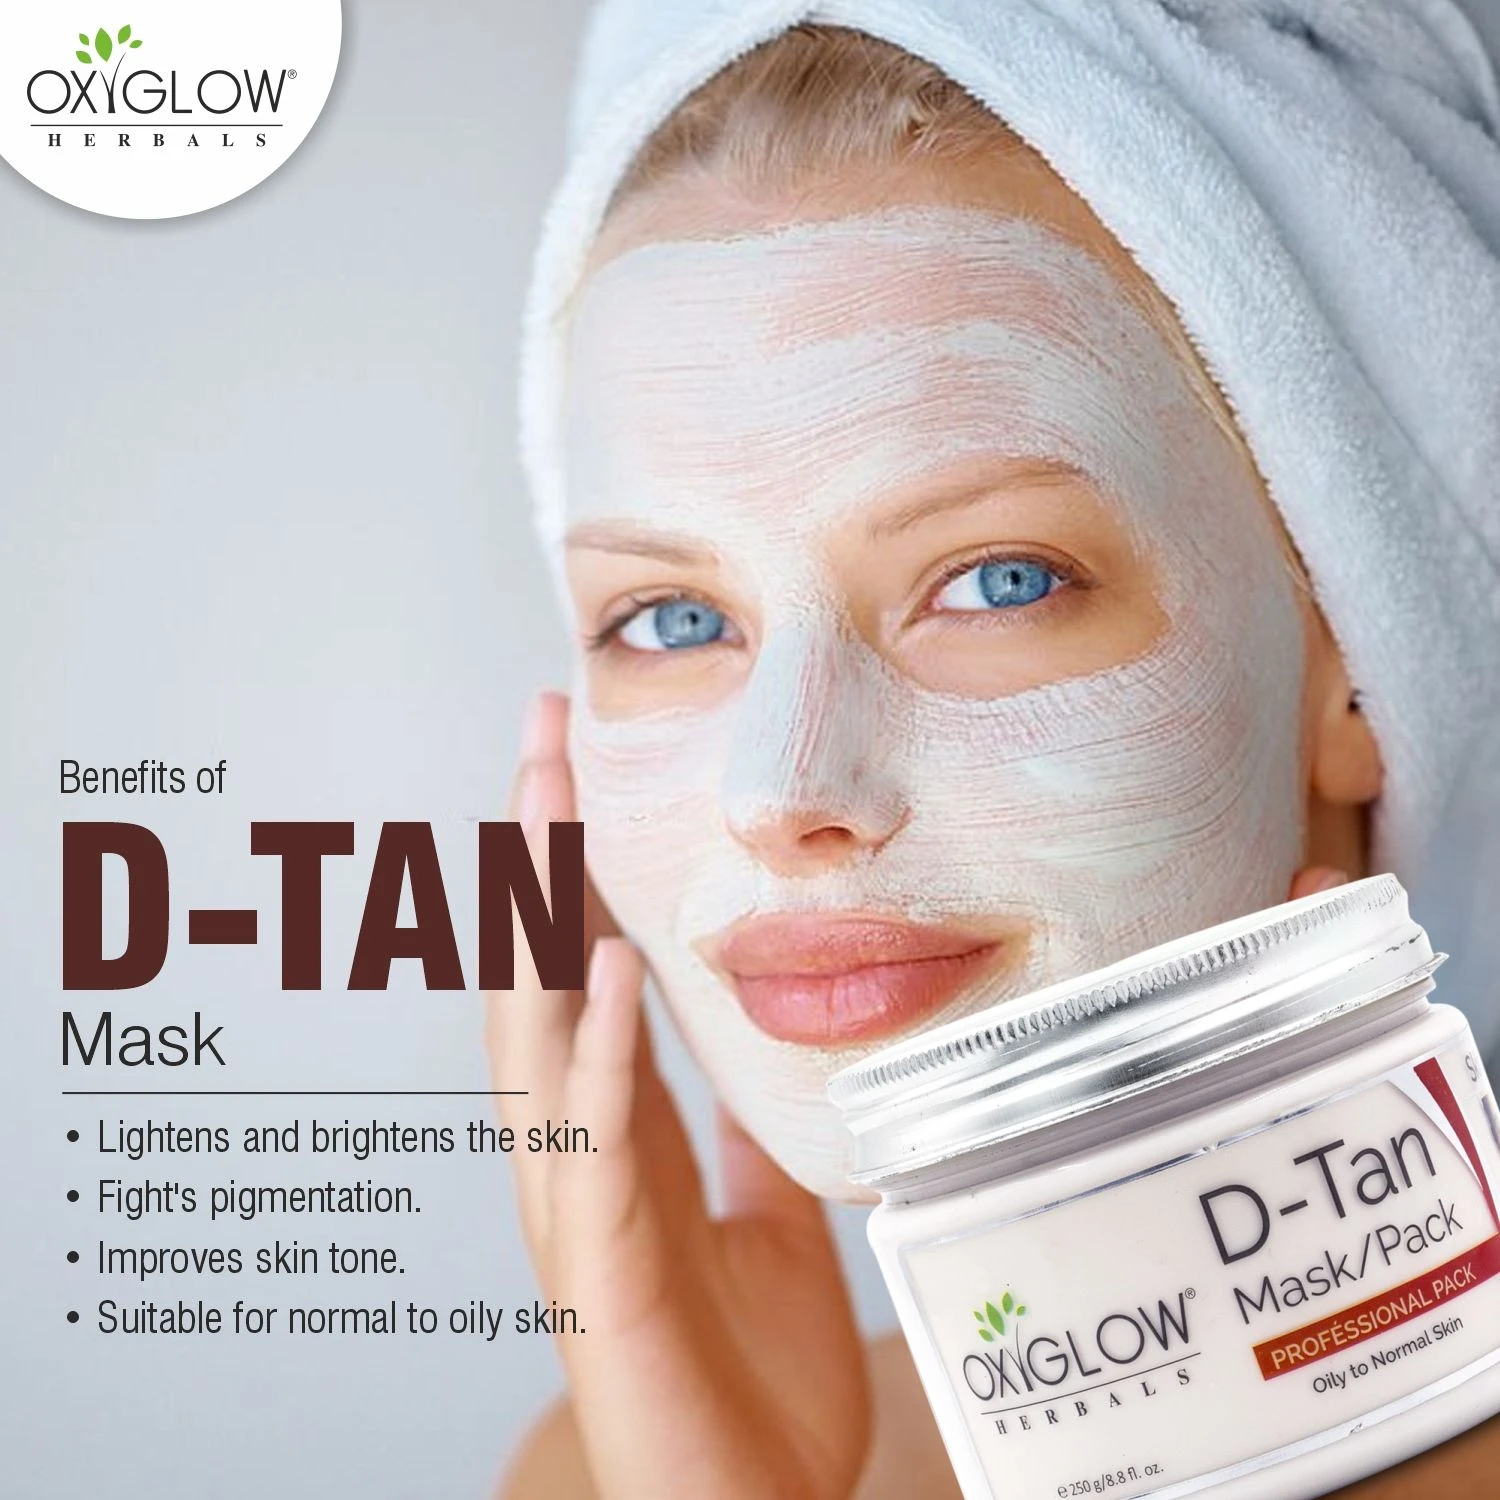 OXYGLOW®
HERBALS
Benefits of
D-TAN
Mask
• Lightens and brightens the skin.
• Fight's pigmentation.
• Improves skin tone.
• Suitable for normal to oily skin.
D-Tan
Mask/Pack
PROFÉSSIONAL PACK
Oily to Normal Skin
OXYGLOW®
HERBALS
e 250 g/8.8 fl. oz.